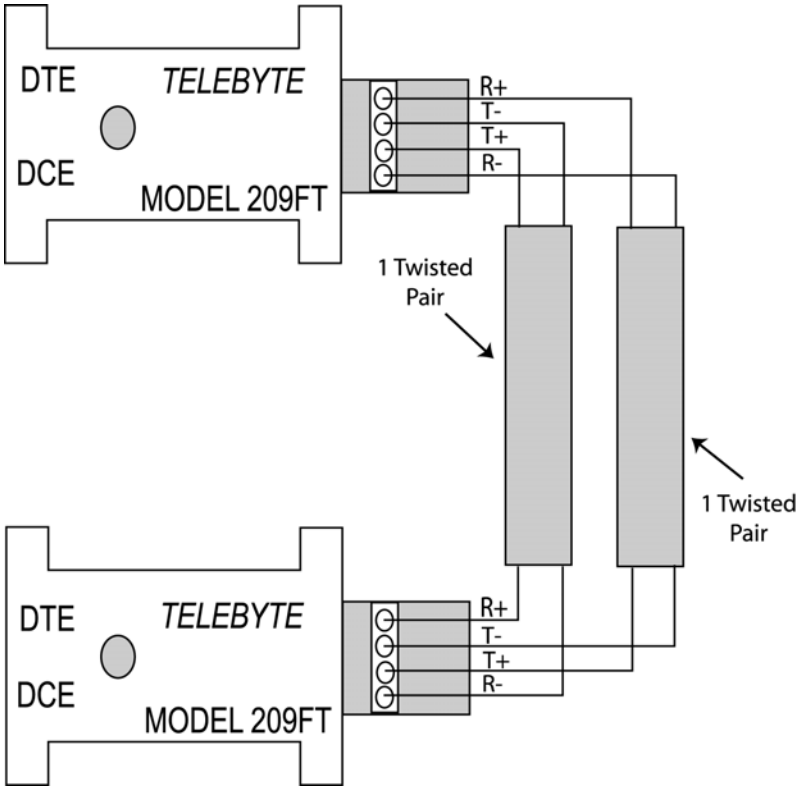 DTE
TELEBYTE
DCE
MODEL 209FT
R+
T-
T+
R-
1 Twisted
Pair
1 Twisted
Pair
DTE
TELEBYTE
DCE
MODEL 209FT
R+
T-
T+
R-